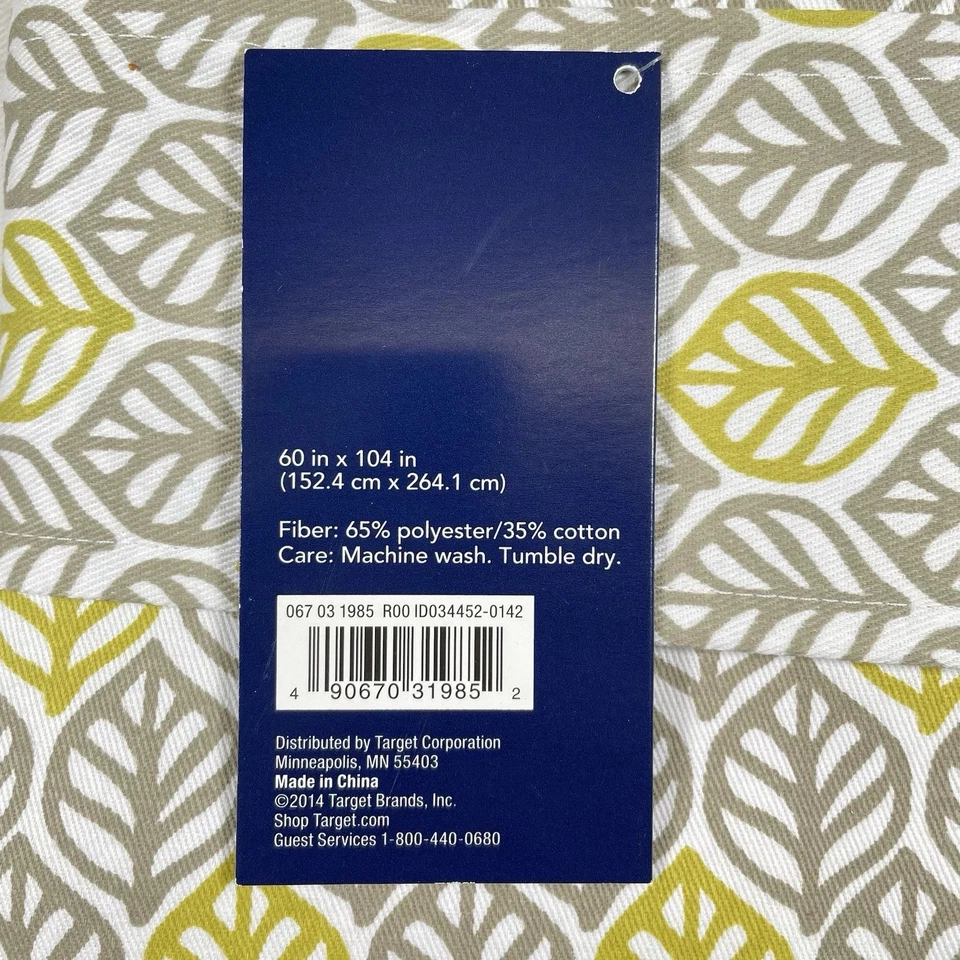 60 in x 104 in
(152.4 cm x 264.1 cm)
Fiber: 65% polyester/35% cotton
Care: Machine wash. Tumble dry.
067 03 1985 R00 ID034452-0142
4 90670 31985 2
Distributed by Target Corporation
Minneapolis, MN 55403
Made in China
©2014 Target Brands, Inc.
Shop Target.com
Guest Services 1-800-440-0680